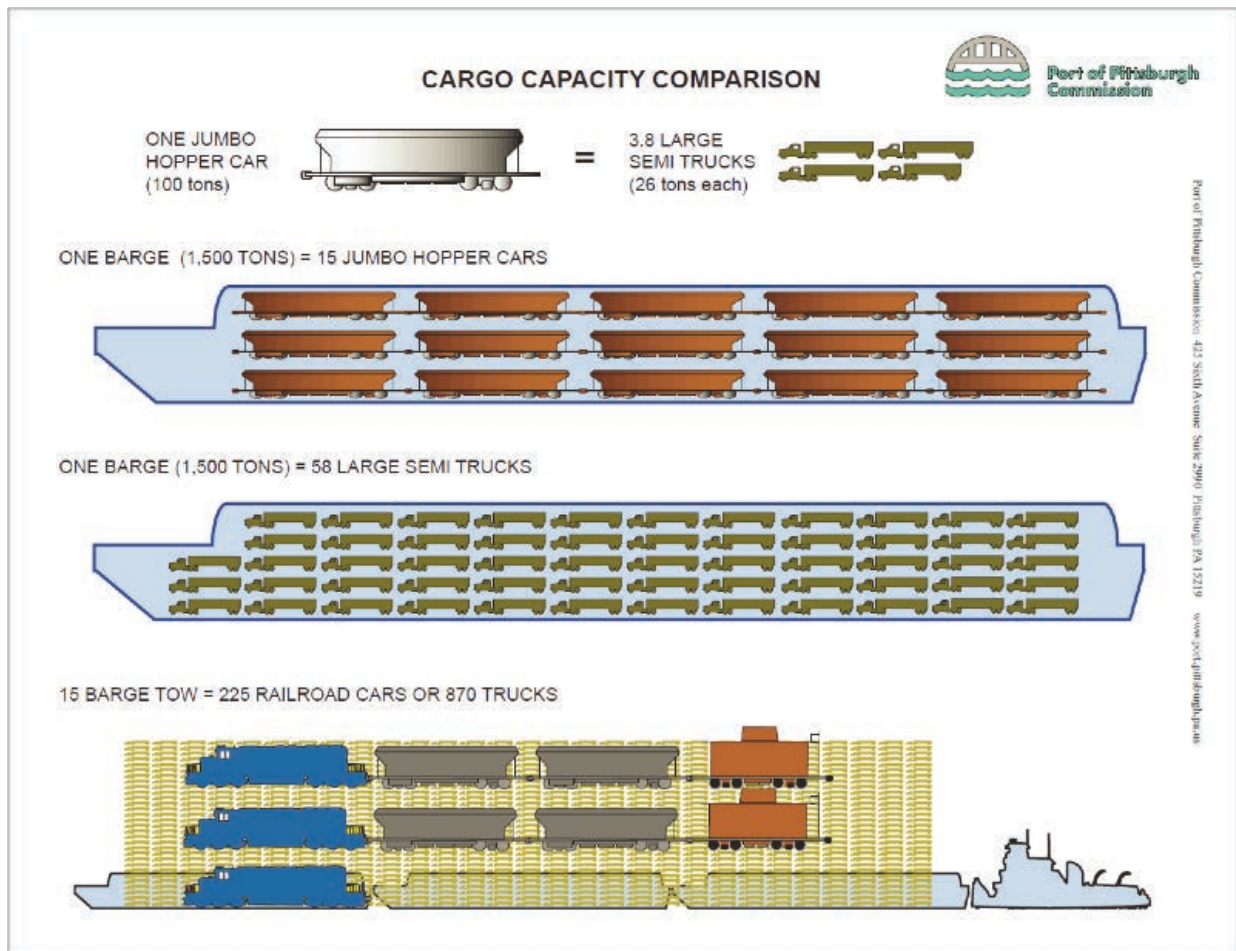 CARGO CAPACITY COMPARISON
Port of Pittsburgh
Commission
ONE JUMBO
HOPPER CAR
(100 tons)
=
3.8 LARGE
SEMI TRUCKS
(26 tons each)
ONE BARGE (1,500 TONS) = 15 JUMBO HOPPER CARS
ONE BARGE (1,500 TONS) = 58 LARGE SEMI TRUCKS
15 BARGE TOW = 225 RAILROAD CARS OR 870 TRUCKS
Port of Pittsburgh Commission 425 Sixth Avenue Suite 2990 Pittsburgh PA 15219 www.port.pittsburgh.pa.us